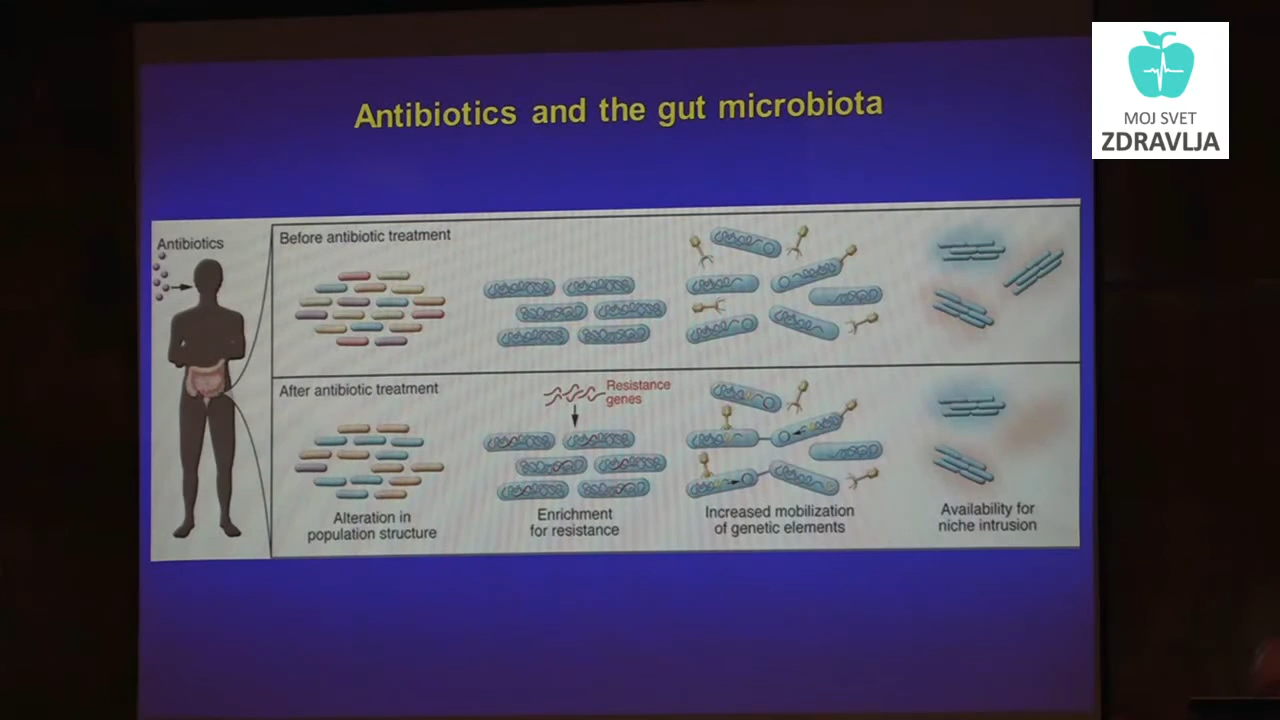 Antibiotics and the gut microbiota
MOJ SVET
ZDRAVLJA
Antibiotics
Before antibiotic treatment
After antibiotic treatment
Resistance
genes
Alteration in
population structure
Enrichment
for resistance
Increased mobilization
of genetic elements
Availability for
niche intrusion